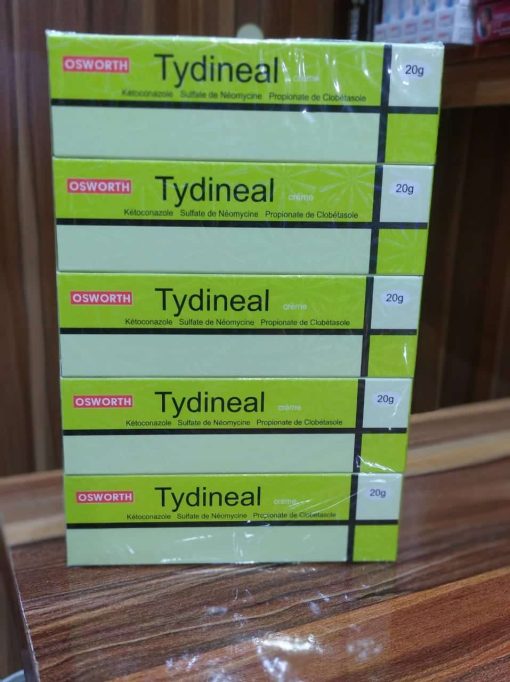 OSWORTH Tydineal crème 20g
Kétoconazole Sulfate de Néomycine Propionate de Clobétasole
OSWORTH Tydineal crème 20g
Kétoconazole Sulfate de Néomycine Propionate de Clobétasole
OSWORTH Tydineal crème 20g
Kétoconazole Sulfate de Néomycine Propionate de Clobétasole
OSWORTH Tydineal crème 20g
Kétoconazole Sulfate de Néomycine Propionate de Clobétasole
OSWORTH Tydineal crème 20g
Kétoconazole Sulfate de Néomycine Propionate de Clobétasole